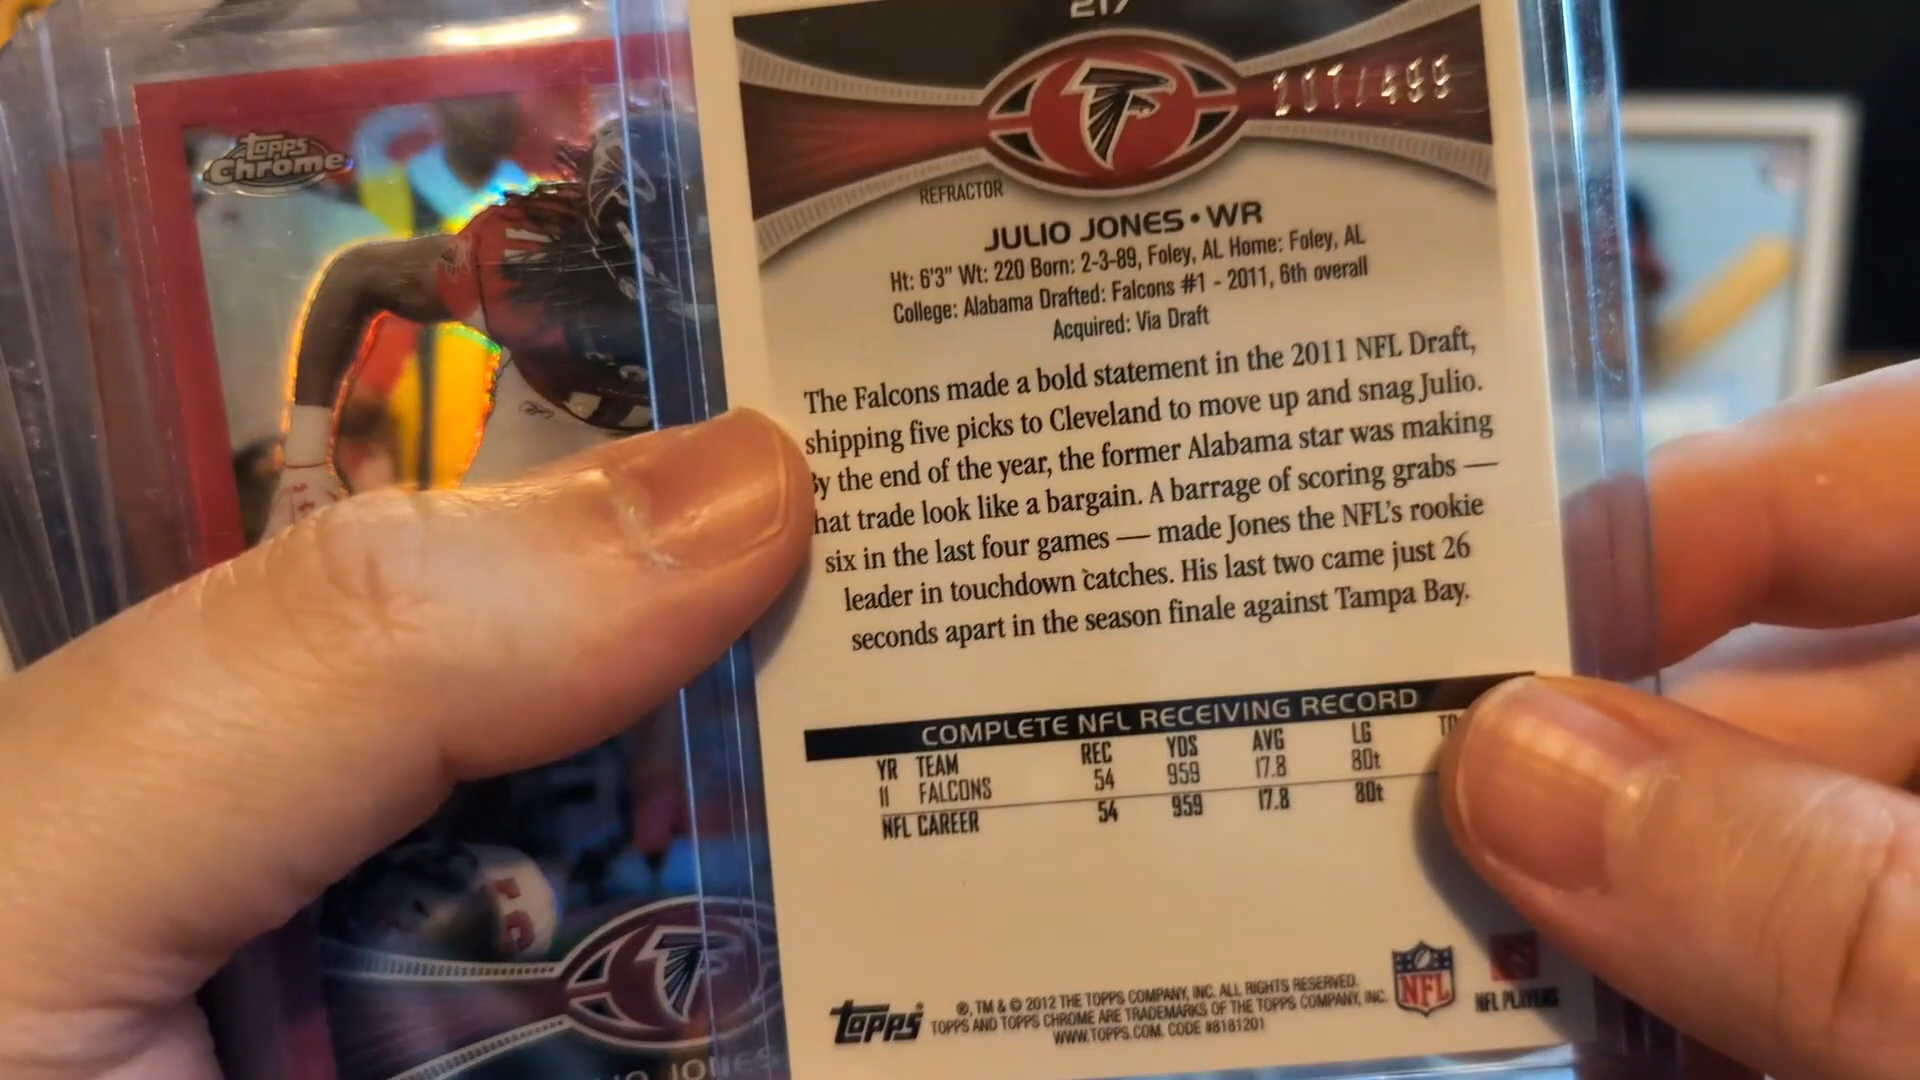 217
207/499
Topps
Chrome
REFRACTOR
JULIO JONES • WR
Ht: 6'3" Wt: 220 Born: 2-3-89, Foley, AL Home: Foley, AL
College: Alabama Drafted: Falcons #1 - 2011, 6th overall
Acquired: Via Draft
The Falcons made a bold statement in the 2011 NFL Draft,
shipping five picks to Cleveland to move up and snag Julio.
By the end of the year, the former Alabama star was making
hat trade look like a bargain. A barrage of scoring grabs —
six in the last four games — made Jones the NFL's rookie
leader in touchdown catches. His last two came just 26
seconds apart in the season finale against Tampa Bay.
COMPLETE NFL RECEIVING RECORD
YR TEAM REC YDS AVG LG
11 FALCONS 54 959 17.8 80t
NFL CAREER 54 959 17.8 80t
NFL
NFL PLAYERS
topps
®, TM & © 2012 THE TOPPS COMPANY, INC. ALL RIGHTS RESERVED.
TOPPS AND TOPPS CHROME ARE TRADEMARKS OF THE TOPPS COMPANY, INC.
WWW.TOPPS.COM. CODE #8181201
JONES